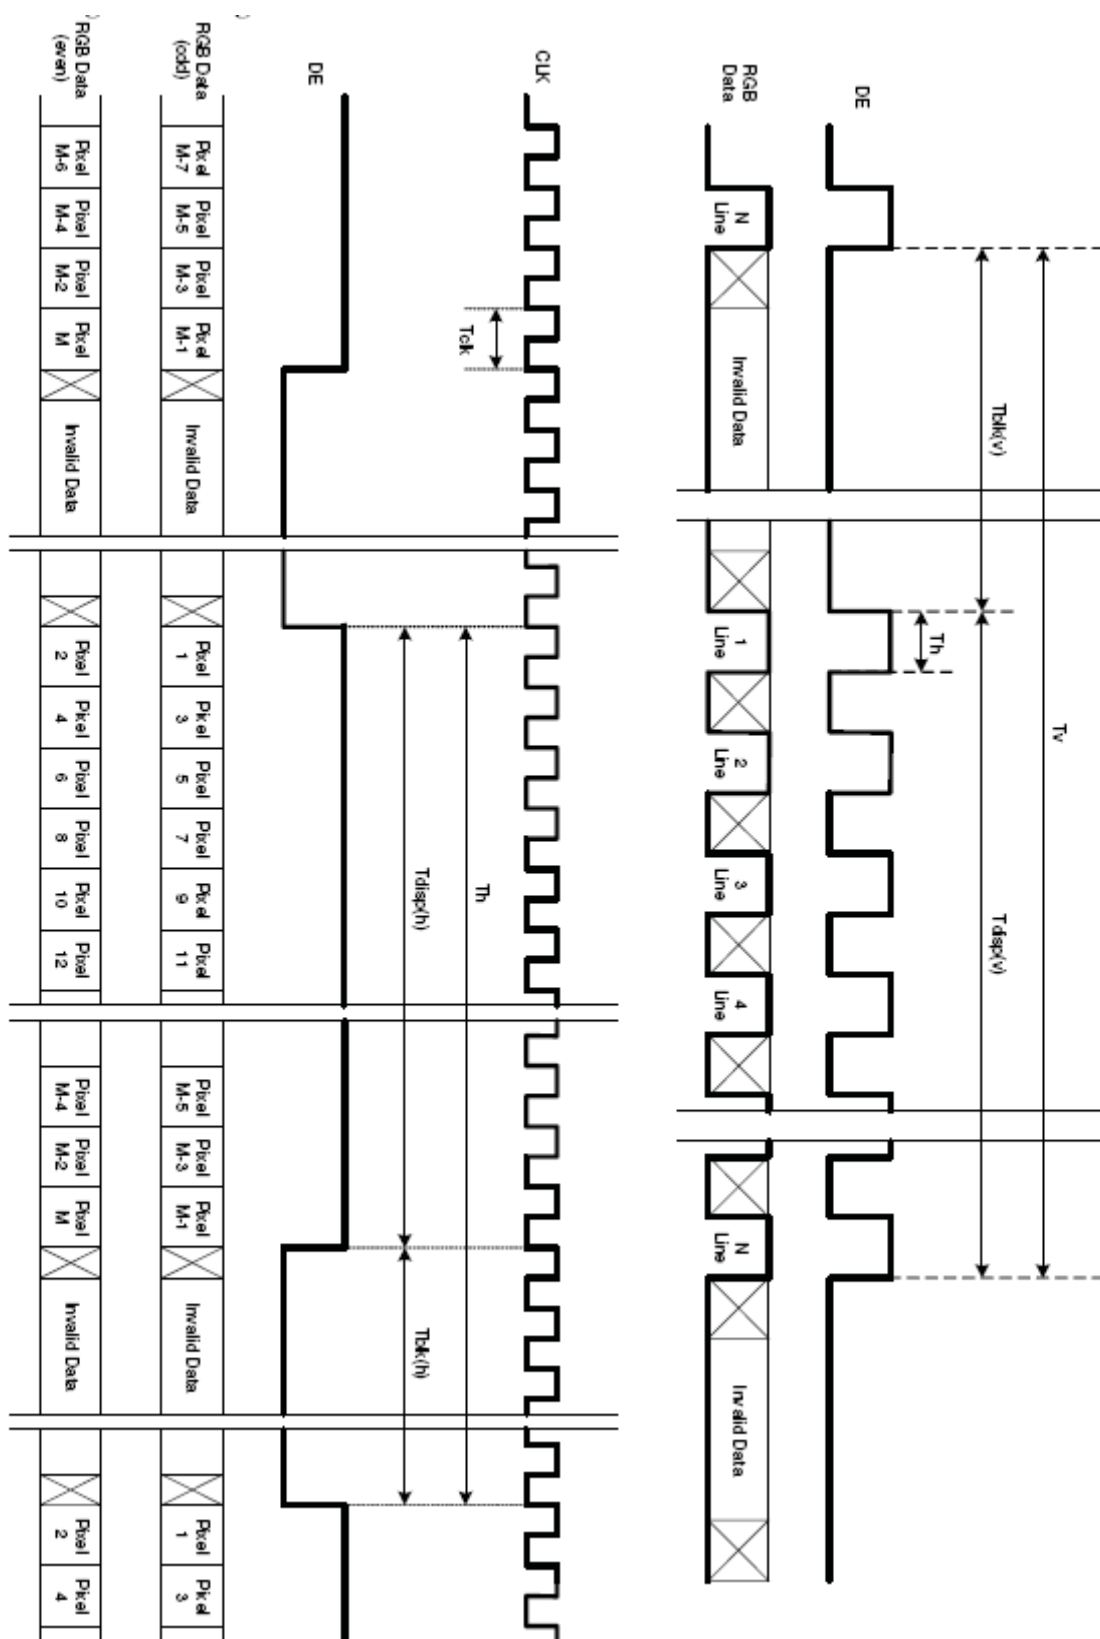 DE
RGB
Data
Line
N
Invalid Data
Line
1
Line
2
Line
3
Line
4
Line
N
Invalid Data
Tblk(v)
Th
Tdisp(v)
Tv
CLK
Tclk
Th
Tdisp(h)
Tblk(h)
DE
RGB Data
(odd)
Pixel
M-7
Pixel
M-5
Pixel
M-3
Pixel
M-1
Invalid Data
Pixel
1
Pixel
3
Pixel
5
Pixel
7
Pixel
9
Pixel
11
Pixel
M-5
Pixel
M-3
Pixel
M-1
Invalid Data
Pixel
1
Pixel
3
RGB Data
(even)
Pixel
M-6
Pixel
M-4
Pixel
M-2
Pixel
M
Invalid Data
Pixel
2
Pixel
4
Pixel
6
Pixel
8
Pixel
10
Pixel
12
Pixel
M-4
Pixel
M-2
Pixel
M
Invalid Data
Pixel
2
Pixel
4